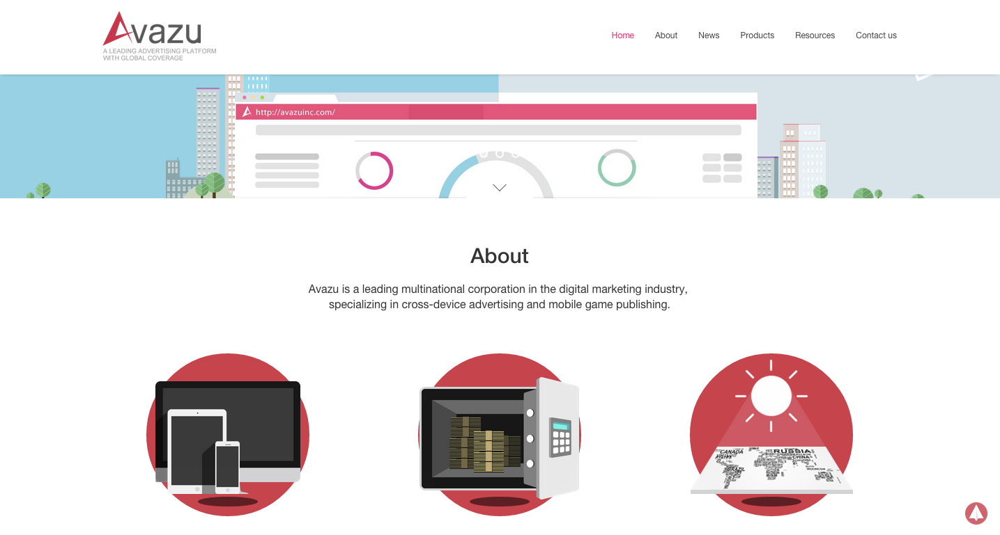 Avazu
A LEADING ADVERTISING PLATFORM
WITH GLOBAL COVERAGE
Home About News Products Resources Contact us
http://avazuinc.com/
About
Avazu is a leading multinational corporation in the digital marketing industry,
specializing in cross-device advertising and mobile game publishing.
CANADA
RUSSIA
CHINA
BRAZIL
INDONESIA